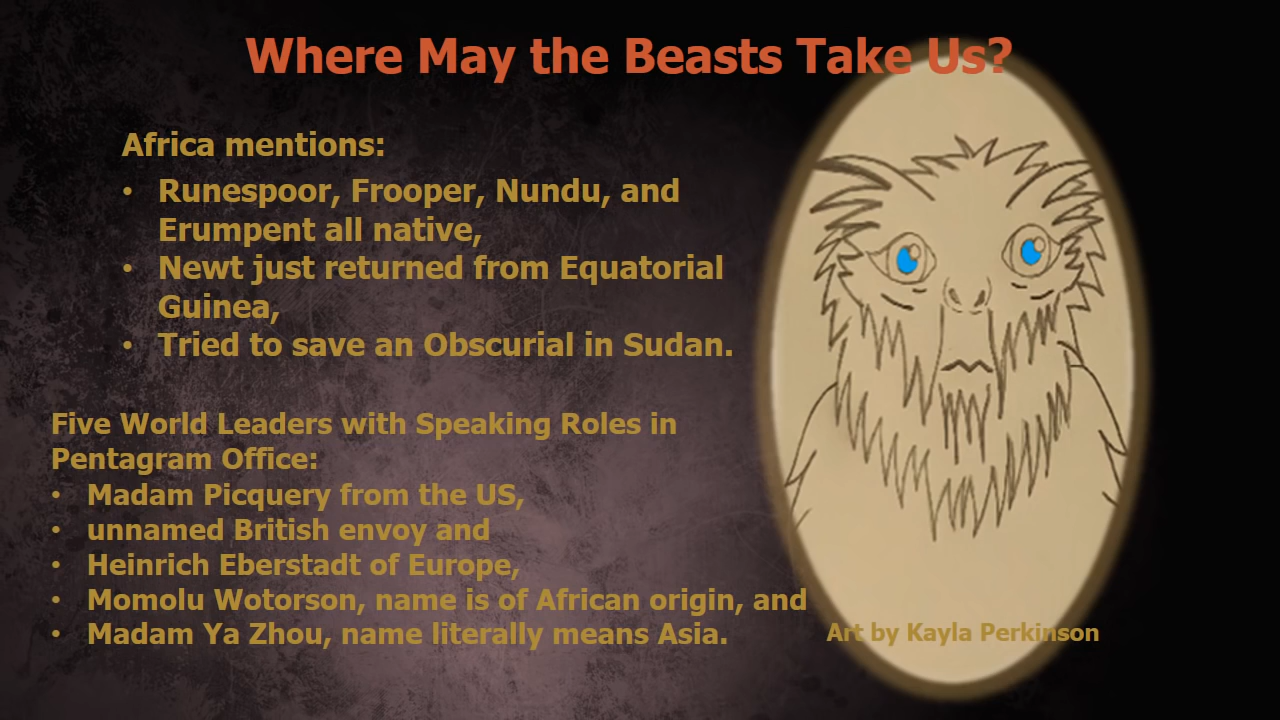 Where May the Beasts Take Us?
Africa mentions:
• Runespoor, Frooper, Nundu, and
Erumpent all native,
• Newt just returned from Equatorial
Guinea,
• Tried to save an Obscurial in Sudan.
Five World Leaders with Speaking Roles in
Pentagram Office:
• Madam Picquery from the US,
• unnamed British envoy and
• Heinrich Eberstadt of Europe,
• Momolu Wotorson, name is of African origin, and
• Madam Ya Zhou, name literally means Asia.
Art by Kayla Perkinson